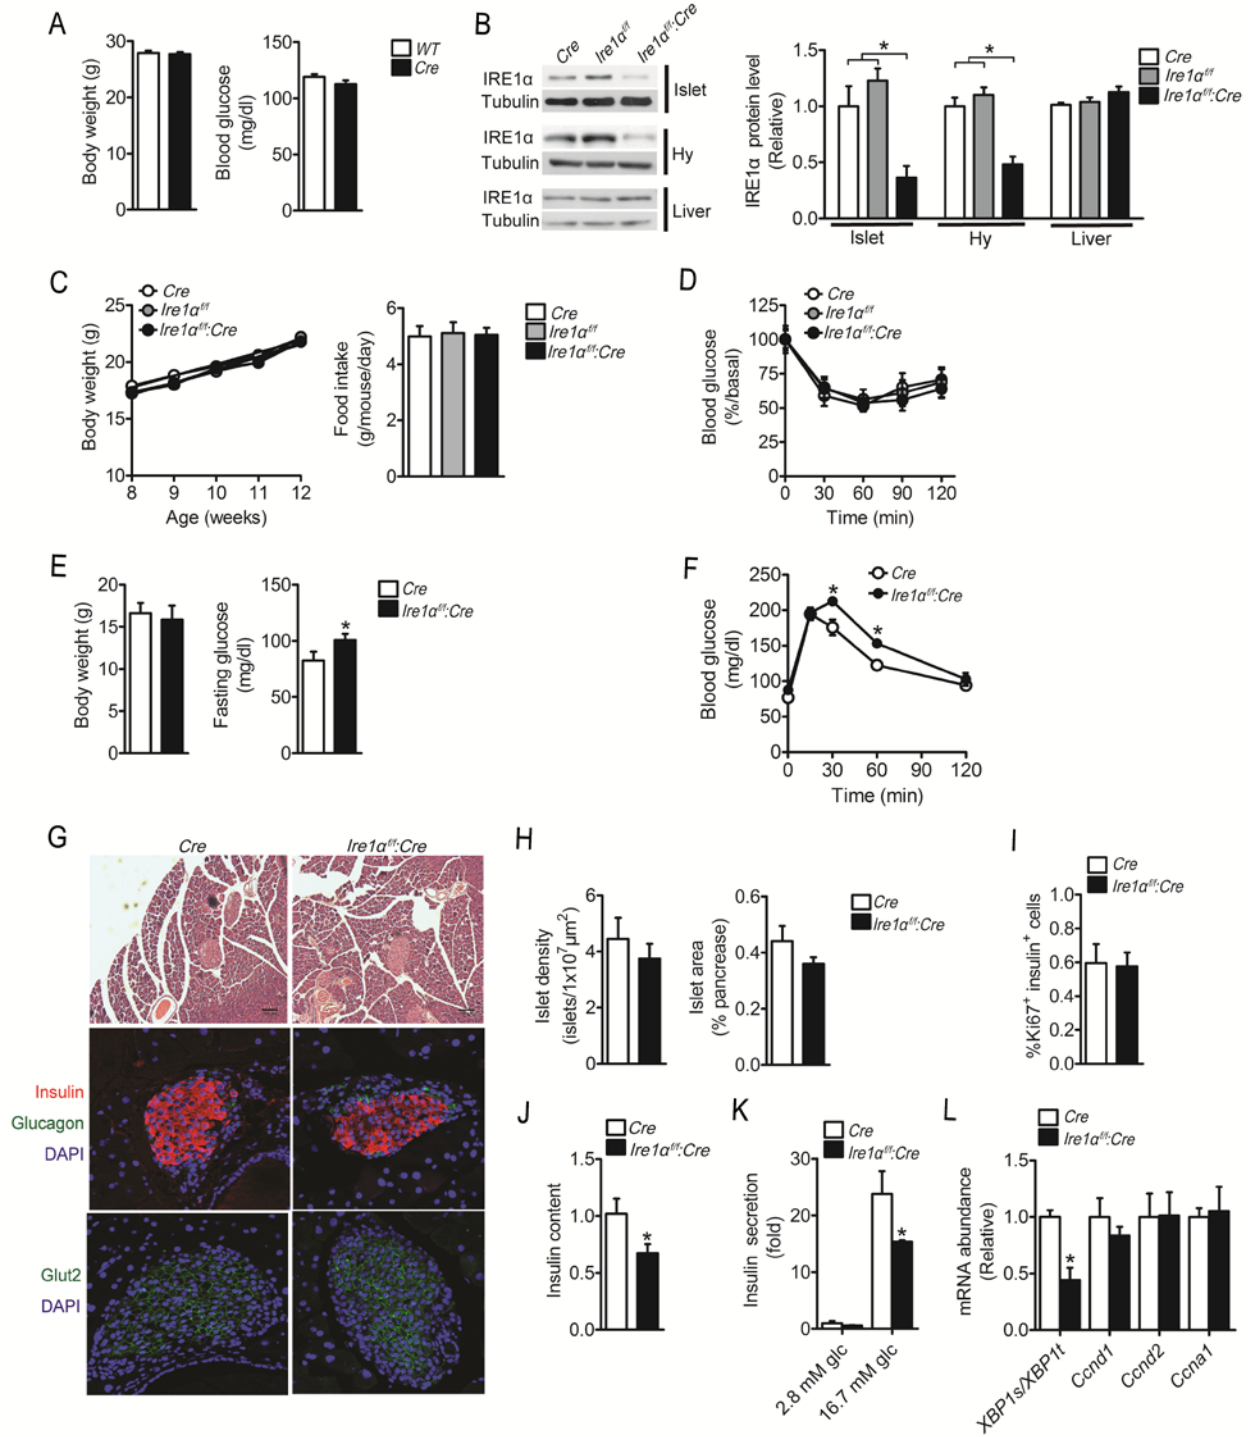 A
Body weight (g)
30
20
10
0
Blood glucose
(mg/dl)
150
100
50
0
WT
Cre
B
Cre
Ire1α^f/f
Ire1α^f/f:Cre
IRE1α
Tubulin
Islet
IRE1α
Tubulin
Hy
IRE1α
Tubulin
Liver
IRE1α protein level
(Relative)
1.5
1.0
0.5
0.0
*
*
Islet
Hy
Liver
Cre
Ire1α^f/f
Ire1α^f/f:Cre
C
Cre
Ire1α^f/f
Ire1α^f/f:Cre
Body weight (g)
25
20
15
10
8 9 10 11 12
Age (weeks)
Food intake
(g/mouse/day)
6
4
2
0
Cre
Ire1α^f/f
Ire1α^f/f:Cre
D
Cre
Ire1α^f/f
Ire1α^f/f:Cre
Blood glucose
(%/basal)
125
100
75
50
25
0
0 30 60 90 120
Time (min)
E
Body weight (g)
20
15
10
5
0
Fasting glucose
(mg/dl)
150
100
50
0
*
Cre
Ire1α^f/f:Cre
F
Cre
Ire1α^f/f:Cre
Blood glucose
(mg/dl)
250
200
150
100
50
0
*
*
0 30 60 90 120
Time (min)
G
Cre
Ire1α^f/f:Cre
Insulin
Glucagon
DAPI
Glut2
DAPI
H
Islet density
(islets/1x10⁷µm²)
6
4
2
0
Islet area
(% pancrease)
0.6
0.4
0.2
0.0
Cre
Ire1α^f/f:Cre
I
Cre
Ire1α^f/f:Cre
%Ki67⁺ insulin⁺ cells
1.0
0.8
0.6
0.4
0.2
0.0
J
Cre
Ire1α^f/f:Cre
Insulin content
1.5
1.0
0.5
0.0
*
K
Cre
Ire1α^f/f:Cre
Insulin secretion
(fold)
30
20
10
0
*
2.8 mM glc
16.7 mM glc
L
Cre
Ire1α^f/f:Cre
mRNA abundance
(Relative)
1.5
1.0
0.5
0.0
*
XBP1s/XBP1t
Ccnd1
Ccnd2
Ccna1